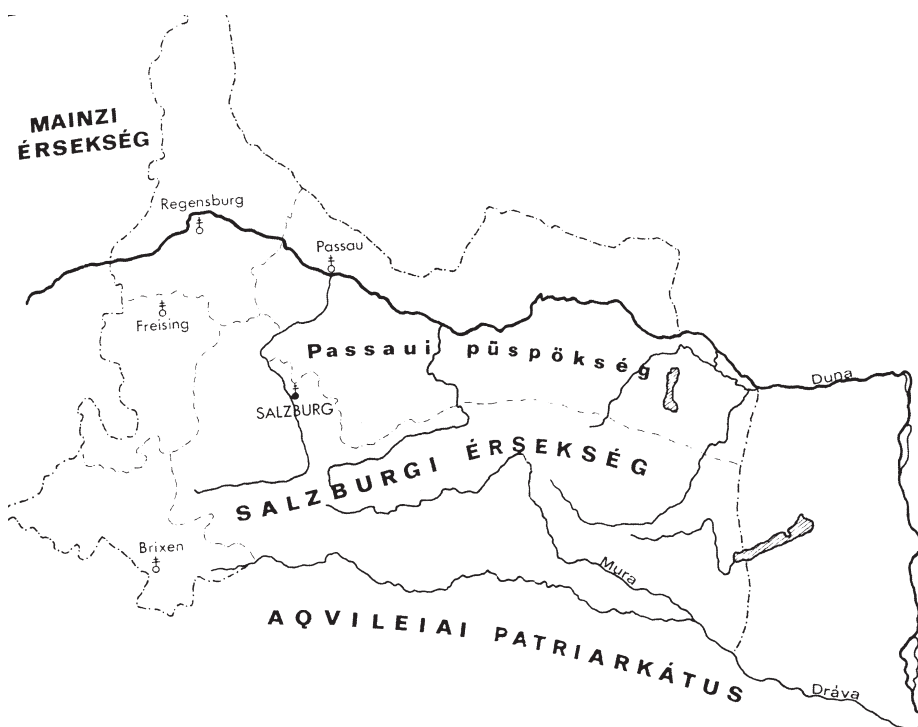 MAINZI
ÉRSEKSÉG
Regensburg
Passau
Freising
Passaui püspökség
Duna
SALZBURG
SALZBURGI ÉRSEKSÉG
Brixen
Mura
AQVILEIAI PATRIARKÁTUS
Dráva